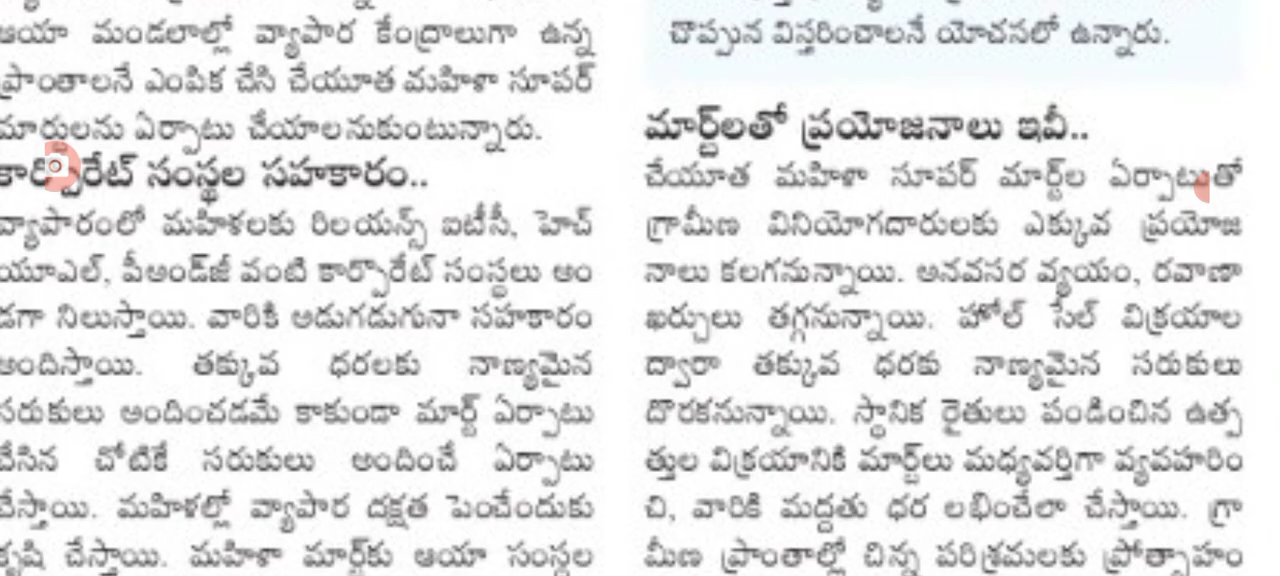 ఆయా మండలాల్లో వ్యాపార కేంద్రాలుగా ఉన్న
ప్రాంతాలనే ఎంపిక చేసి చేయూత మహిళా సూపర్
మార్టులను ఏర్పాటు చేయాలనుకుంటున్నారు.
కార్పొరేట్ సంస్థల సహకారం..
వ్యాపారంలో మహిళలకు రిలయన్స్ ఐటీసీ, హెచ్
యూఎల్, పీఅండ్‌జీ వంటి కార్పొరేట్ సంస్థలు అం
డగా నిలుస్తాయి. వారికి అడుగడుగునా సహకారం
అందిస్తాయి. తక్కువ ధరలకు నాణ్యమైన
సరుకులు అందించడమే కాకుండా మార్ట్ ఏర్పాటు
చేసిన చోటికే సరుకులు అందించే ఏర్పాటు
చేస్తాయి. మహిళల్లో వ్యాపార దక్షత పెంచేందుకు
కృషి చేస్తాయి. మహిళా మార్ట్‌కు ఆయా సంస్థల
చొప్పున విస్తరించాలనే యోచనలో ఉన్నారు.
మార్ట్‌లతో ప్రయోజనాలు ఇవీ..
చేయూత మహిళా సూపర్ మార్ట్‌ల ఏర్పాటుతో
గ్రామీణ వినియోగదారులకు ఎక్కువ ప్రయోజ
నాలు కలగనున్నాయి. అనవసర వ్యయం, రవాణా
ఖర్చులు తగ్గనున్నాయి. హోల్ సేల్ విక్రయాల
ద్వారా తక్కువ ధరకు నాణ్యమైన సరుకులు
దొరకనున్నాయి. స్థానిక రైతులు పండించిన ఉత్ప
త్తుల విక్రయానికి మార్ట్‌లు మధ్యవర్తిగా వ్యవహరిం
చి, వారికి మద్దతు ధర లభించేలా చేస్తాయి. గ్రా
మీణ ప్రాంతాల్లో చిన్న పరిశ్రమలకు ప్రోత్సాహం